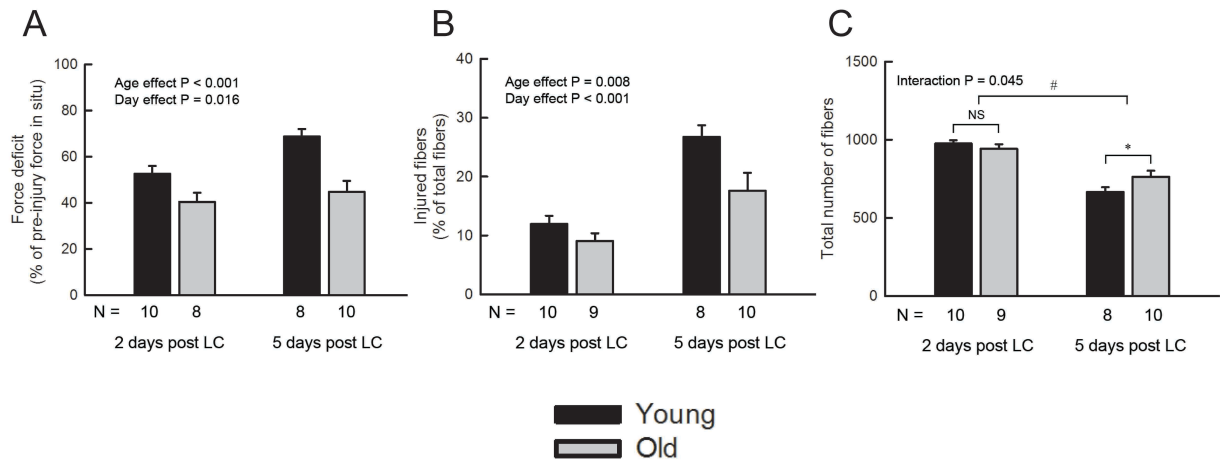 A
Force deficit
(% of pre-injury force in situ)
100
80
60
40
20
0
Age effect P < 0.001
Day effect P = 0.016
N = 10 8 8 10
2 days post LC 5 days post LC
B
Injured fibers
(% of total fibers)
40
30
20
10
0
Age effect P = 0.008
Day effect P < 0.001
N = 10 9 8 10
2 days post LC 5 days post LC
C
Total number of fibers
1500
1000
500
0
Interaction P = 0.045
#
NS
*
N = 10 9 8 10
2 days post LC 5 days post LC
Young
Old